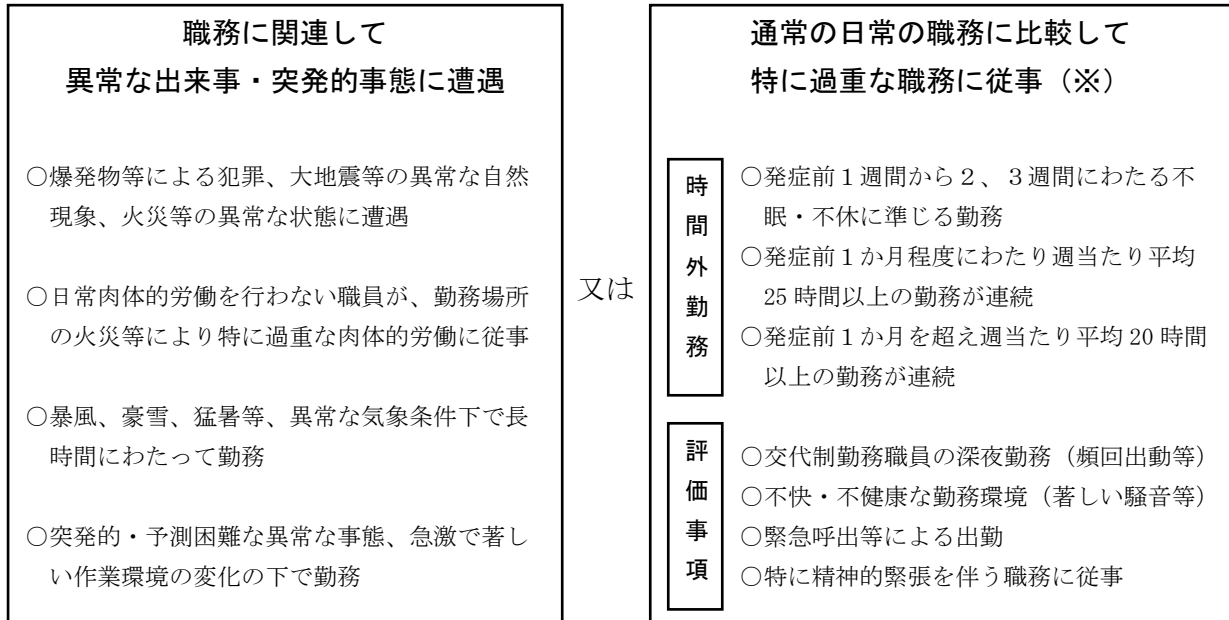 職務に関連して
異常な出来事・突発的事態に遭遇
○爆発物等による犯罪、大地震等の異常な自然
現象、火災等の異常な状態に遭遇
○日常肉体的労働を行わない職員が、勤務場所
の火災等により特に過重な肉体的労働に従事
○暴風、豪雪、猛暑等、異常な気象条件下で長
時間にわたって勤務
○突発的・予測困難な異常な事態、急激で著し
い作業環境の変化の下で勤務
又は
通常の日常の職務に比較して
特に過重な職務に従事（※）
時間外勤務
○発症前１週間から２、３週間にわたる不
眠・不休に準じる勤務
○発症前１か月程度にわたり週当たり平均
25 時間以上の勤務が連続
○発症前１か月を超え週当たり平均 20 時間
以上の勤務が連続
評価事項
○交代制勤務職員の深夜勤務（頻回出動等）
○不快・不健康な勤務環境（著しい騒音等）
○緊急呼出等による出勤
○特に精神的緊張を伴う職務に従事